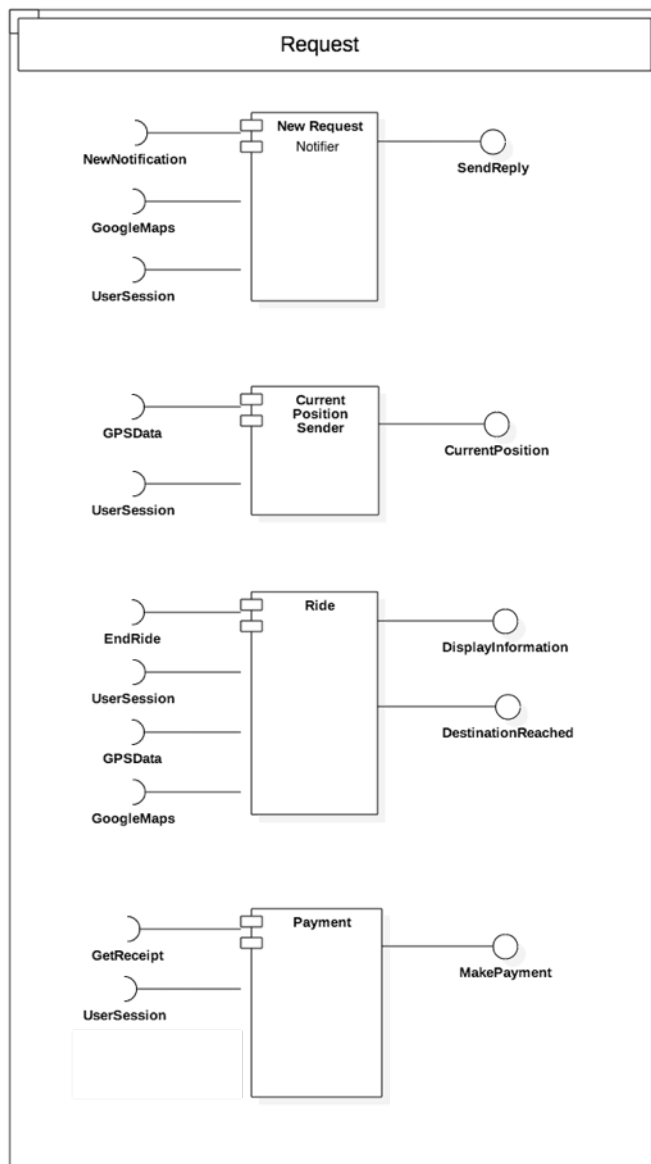 Request
New Request
Notifier
NewNotification
SendReply
GoogleMaps
UserSession
Current
Position
Sender
GPSData
CurrentPosition
UserSession
Ride
EndRide
DisplayInformation
UserSession
DestinationReached
GPSData
GoogleMaps
Payment
GetReceipt
MakePayment
UserSession